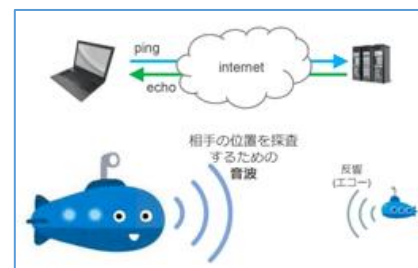 ping
internet
echo
相手の位置を探査
するための
音波
反響
(エコー)